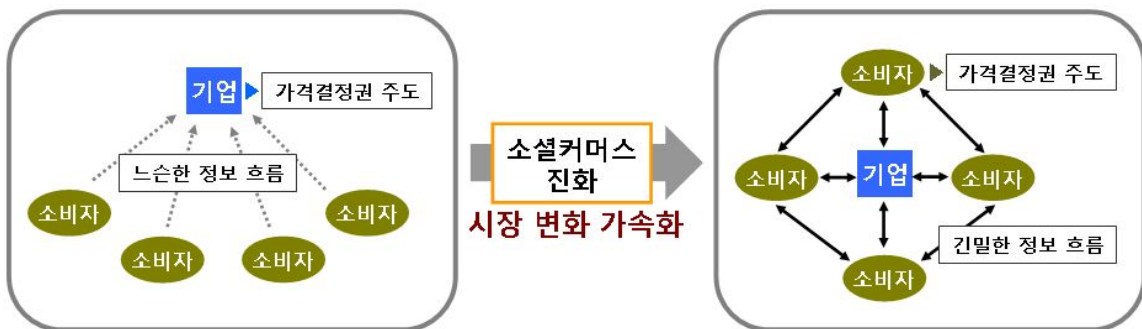 기업
가격결정권 주도
느슨한 정보 흐름
소비자
소비자
소비자
소비자
소셜커머스
진화
시장 변화 가속화
소비자
가격결정권 주도
소비자
기업
소비자
긴밀한 정보 흐름
소비자